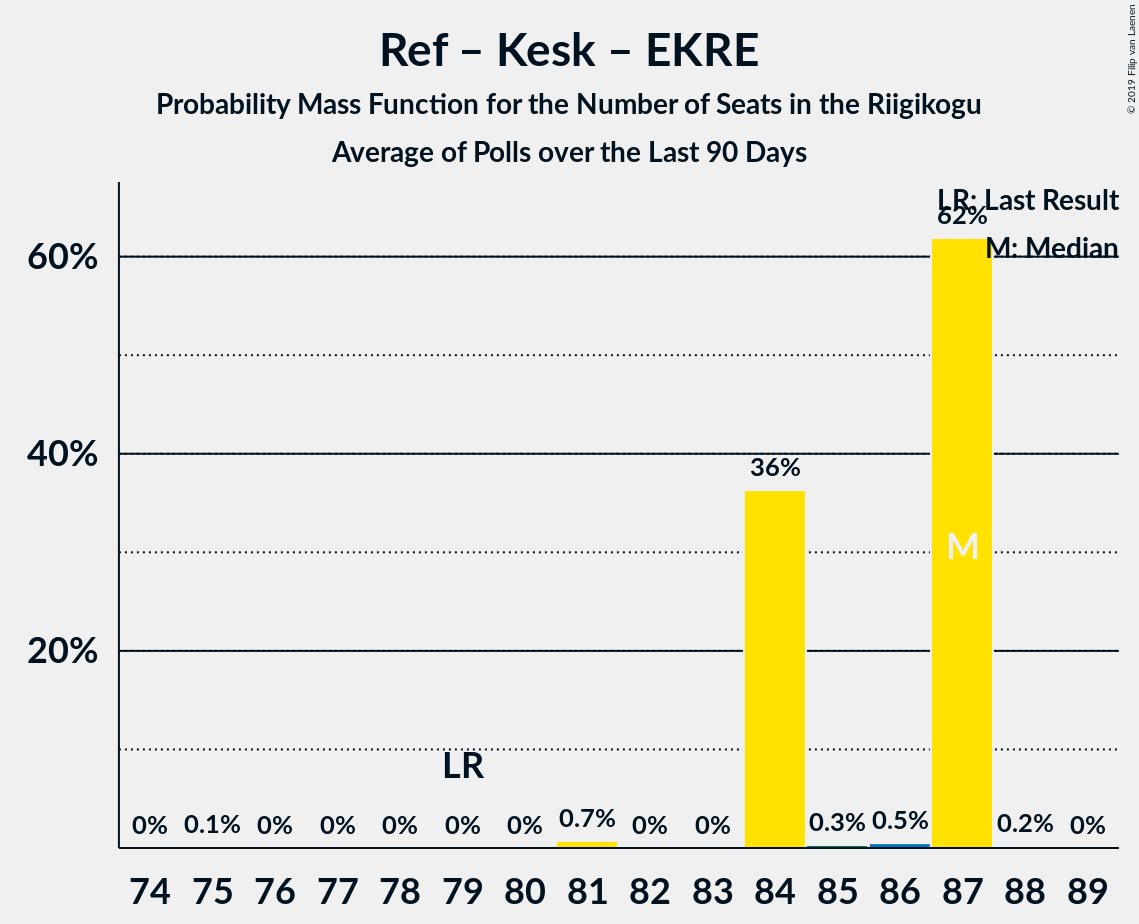 Ref – Kesk – EKRE
Probability Mass Function for the Number of Seats in the Riigikogu
Average of Polls over the Last 90 Days
© 2019 Filip van Laenen
LR: Last Result
M: Median
60%
40%
20%
0% 0.1% 0% 0% 0% 0% 0% 0.7% 0% 0% 36% 0.3% 0.5% 62% 0.2% 0%
LR
M
74 75 76 77 78 79 80 81 82 83 84 85 86 87 88 89